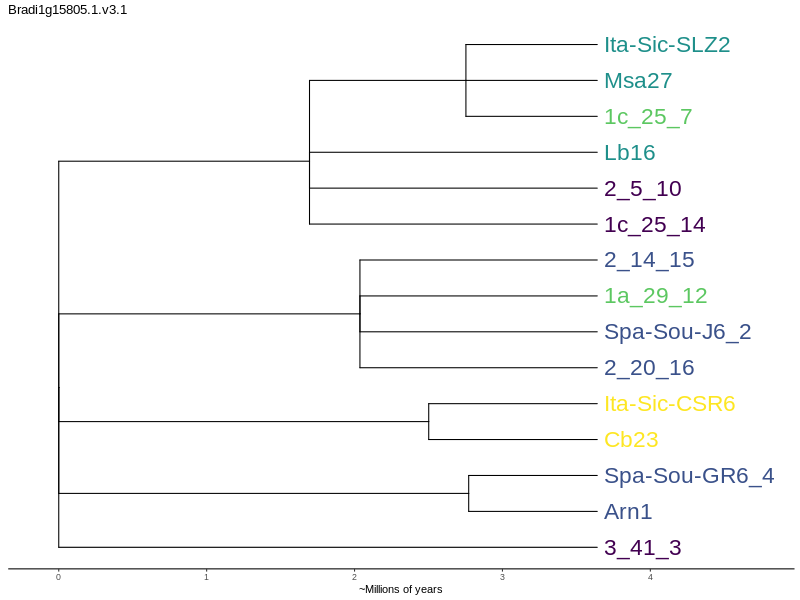 Bradi1g15805.1.v3.1
Ita-Sic-SLZ2
Msa27
1c_25_7
Lb16
2_5_10
1c_25_14
2_14_15
1a_29_12
Spa-Sou-J6_2
2_20_16
Ita-Sic-CSR6
Cb23
Spa-Sou-GR6_4
Arn1
3_41_3
0 1 2 3 4
~Millions of years